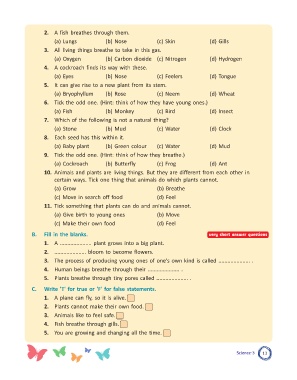 2. A fish breathes through them.
(a) Lungs (b) Nose (c) Skin (d) Gills
3. All living things breathe to take in this gas.
(a) Oxygen (b) Carbon dioxide (c) Nitrogen (d) Hydrogen
4. A cockroach finds its way with these.
(a) Eyes (b) Nose (c) Feelers (d) Tongue
5. It can give rise to a new plant from its stem.
(a) Bryophyllum (b) Rose (c) Neem (d) Wheat
6. Tick the odd one. (Hint: think of how they have young ones.)
(a) Fish (b) Monkey (c) Bird (d) Insect
7. Which of the following is not a natural thing?
(a) Stone (b) Mud (c) Water (d) Clock
8. Each seed has this within it.
(a) Baby plant (b) Green colour (c) Water (d) Mud
9. Tick the odd one. (Hint: think of how they breathe.)
(a) Cockroach (b) Butterfly (c) Frog (d) Ant
10. Animals and plants are living things. But they are different from each other in
certain ways. Tick one thing that animals do which plants cannot.
(a) Grow (b) Breathe
(c) Move in search of food (d) Feel
11. Tick something that plants can do and animals cannot.
(a) Give birth to young ones (b) Move
(c) Make their own food (d) Feel
B. Fill in the blanks. very short answer questions
1. A .................... plant grows into a big plant.
2. .................... bloom to become flowers.
3. The process of producing young ones of one's own kind is called .................... .
4. Human beings breathe through their .................... .
5. Plants breathe through tiny pores called .................... .
C. Write 'T' for true or 'F' for false statements.
1. A plane can fly, so it is alive.
2. Plants cannot make their own food.
3. Animals like to feel safe.
4. Fish breathe through gills.
5. You are growing and changing all the time.
Science-3 13